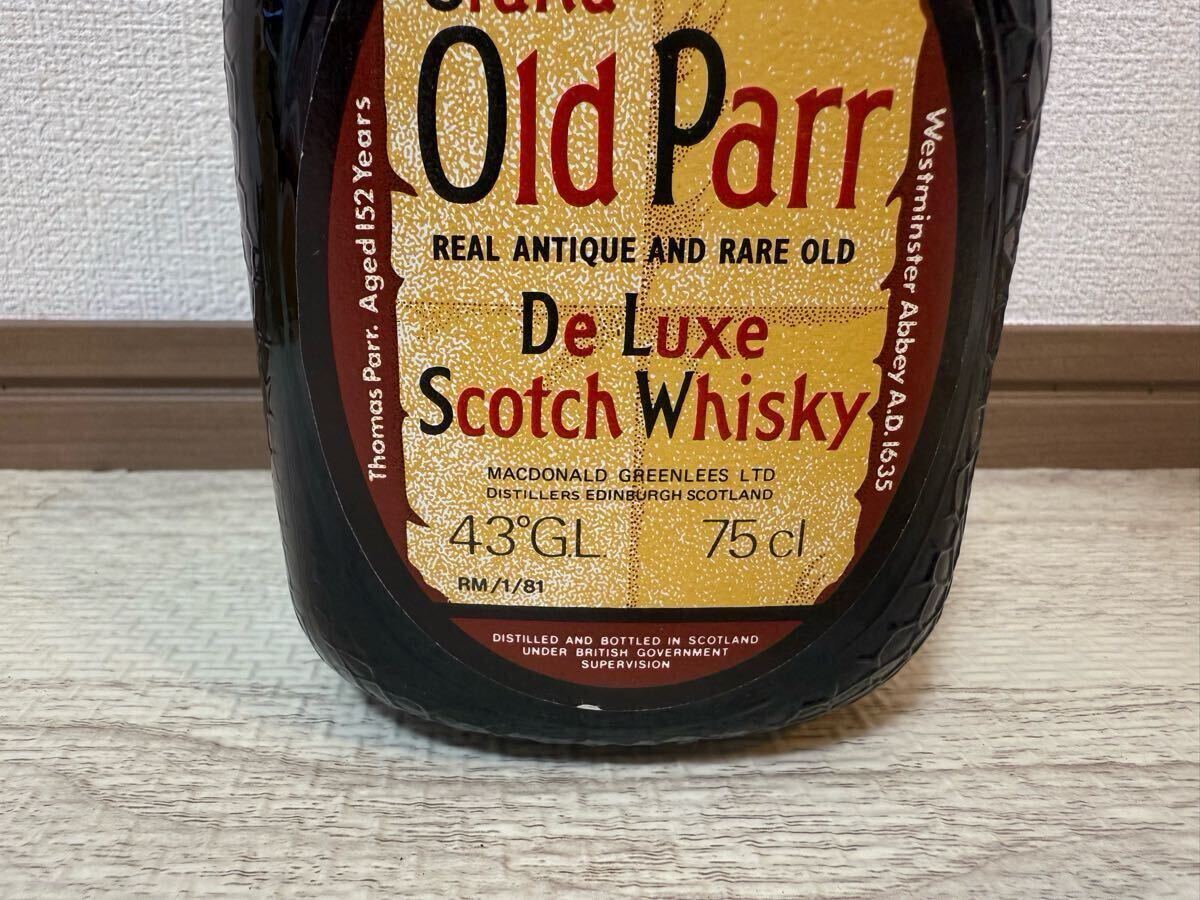 Old Parr
REAL ANTIQUE AND RARE OLD
De Luxe
Scotch Whisky
MACDONALD GREENLEES LTD
DISTILLERS EDINBURGH SCOTLAND
43°GL 75 cl
RM/1/81
DISTILLED AND BOTTLED IN SCOTLAND
UNDER BRITISH GOVERNMENT
SUPERVISION
Thomas Parr. Aged 152 Years
Westminster Abbey A.D. 1635